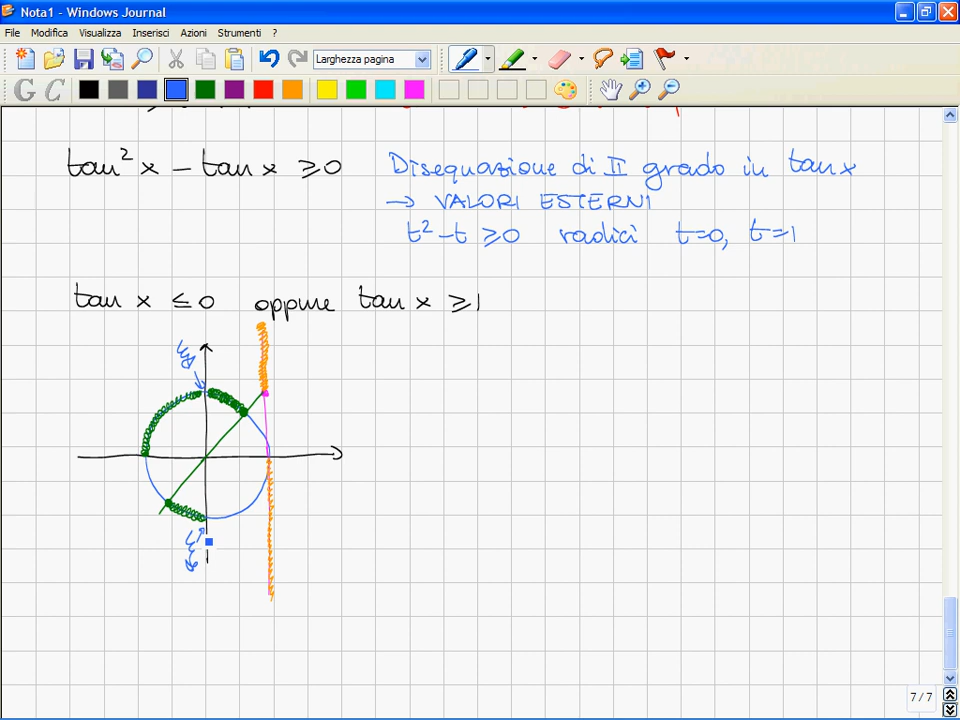 Nota1 - Windows Journal
File Modifica Visualizza Inserisci Azioni Strumenti ?
Larghezza pagina
G C
tan² x - tan x ≥0 Disequazione di II grado in tan x
→ VALORI ESTERNI
t² - t ≥0 radici t=0, t=1
tan x ≤ 0 oppure tan x ≥1
7 / 7